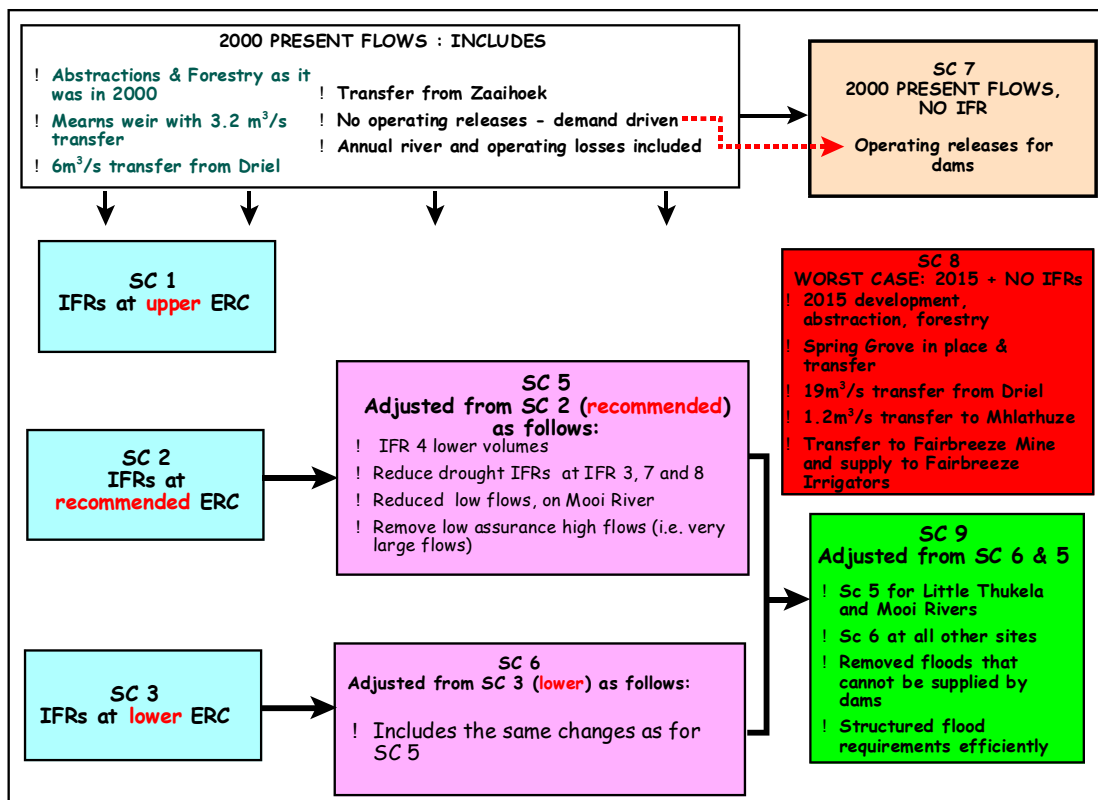 2000 PRESENT FLOWS : INCLUDES
! Abstractions & Forestry as it
was in 2000
! Mearns weir with 3.2 m³/s
transfer
! 6m³/s transfer from Driel
! Transfer from Zaaihoek
! No operating releases - demand driven
! Annual river and operating losses included
SC 7
2000 PRESENT FLOWS,
NO IFR
Operating releases for
dams
SC 1
IFRs at upper ERC
SC 8
WORST CASE: 2015 + NO IFRs
! 2015 development,
abstraction, forestry
! Spring Grove in place &
transfer
! 19m³/s transfer from Driel
! 1.2m³/s transfer to Mhlathuze
! Transfer to Fairbreeze Mine
and supply to Fairbreeze
Irrigators
SC 2
IFRs at
recommended ERC
SC 5
Adjusted from SC 2 (recommended)
as follows:
! IFR 4 lower volumes
! Reduce drought IFRs at IFR 3, 7 and 8
! Reduced low flows, on Mooi River
! Remove low assurance high flows (i.e. very
large flows)
SC 9
Adjusted from SC 6 & 5
! Sc 5 for Little Thukela
and Mooi Rivers
! Sc 6 at all other sites
! Removed floods that
cannot be supplied by
dams
! Structured flood
requirements efficiently
SC 3
IFRs at lower ERC
SC 6
Adjusted from SC 3 (lower) as follows:
! Includes the same changes as for
SC 5